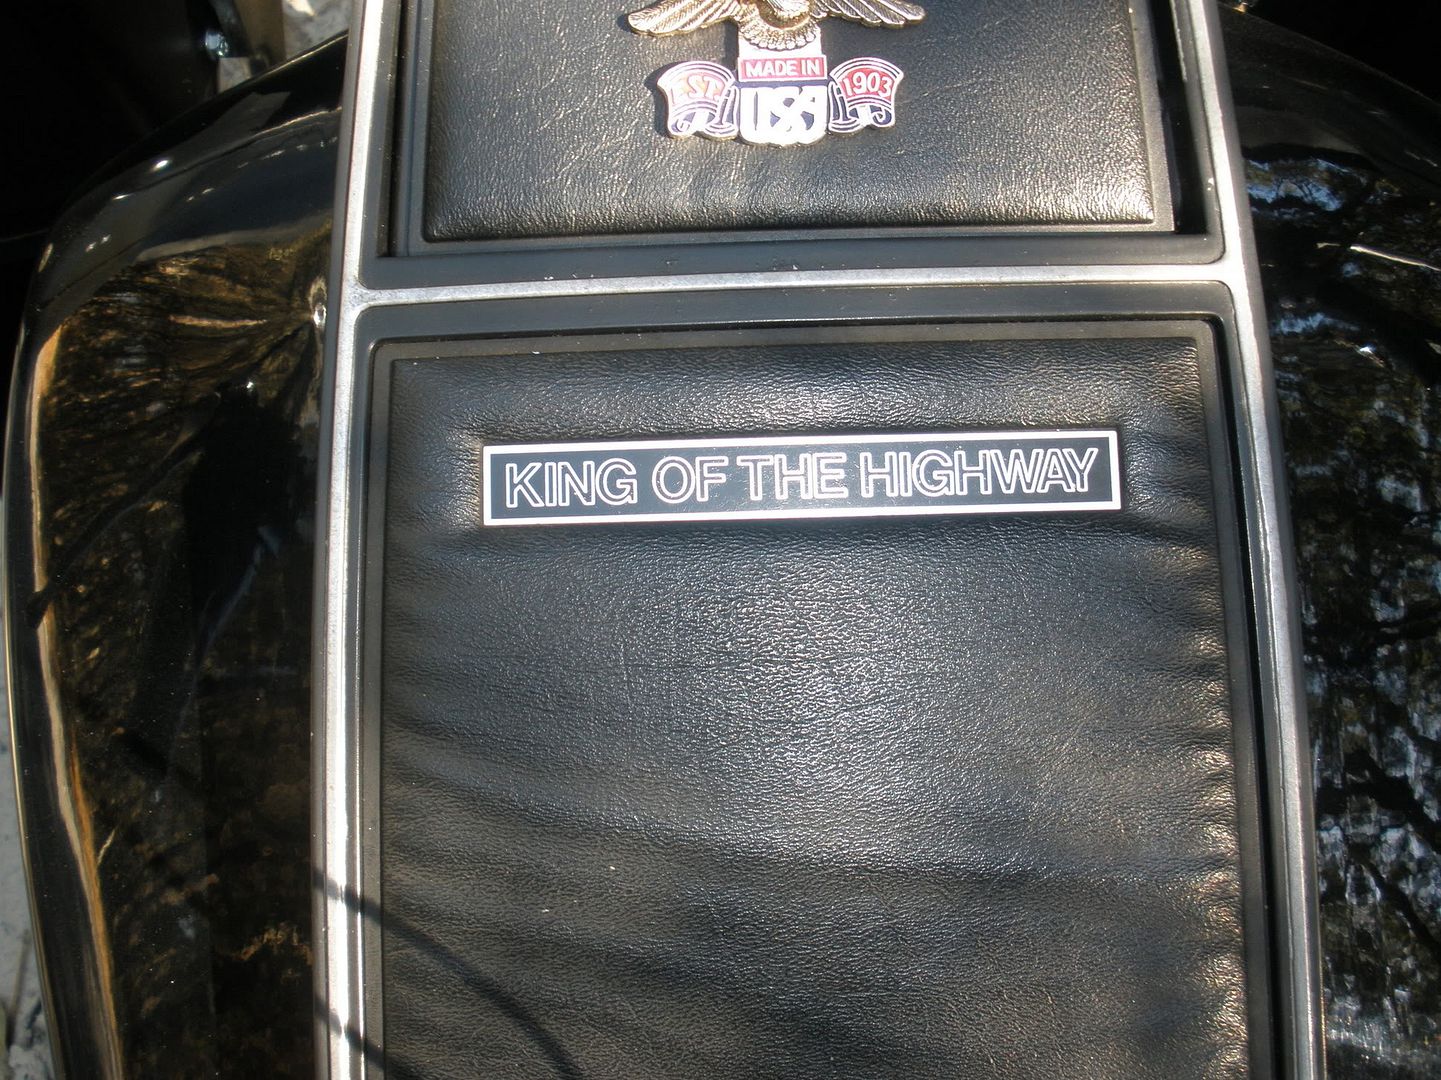 MADE IN
EST. USA 1903
KING OF THE HIGHWAY